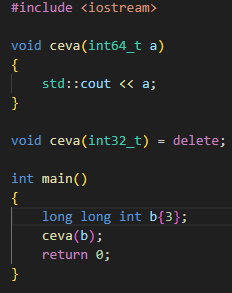 #include <iostream>
void ceva(int64_t a)
{
    std::cout << a;
}
void ceva(int32_t) = delete;
int main()
{
    long long int b{3};
    ceva(b);
    return 0;
}